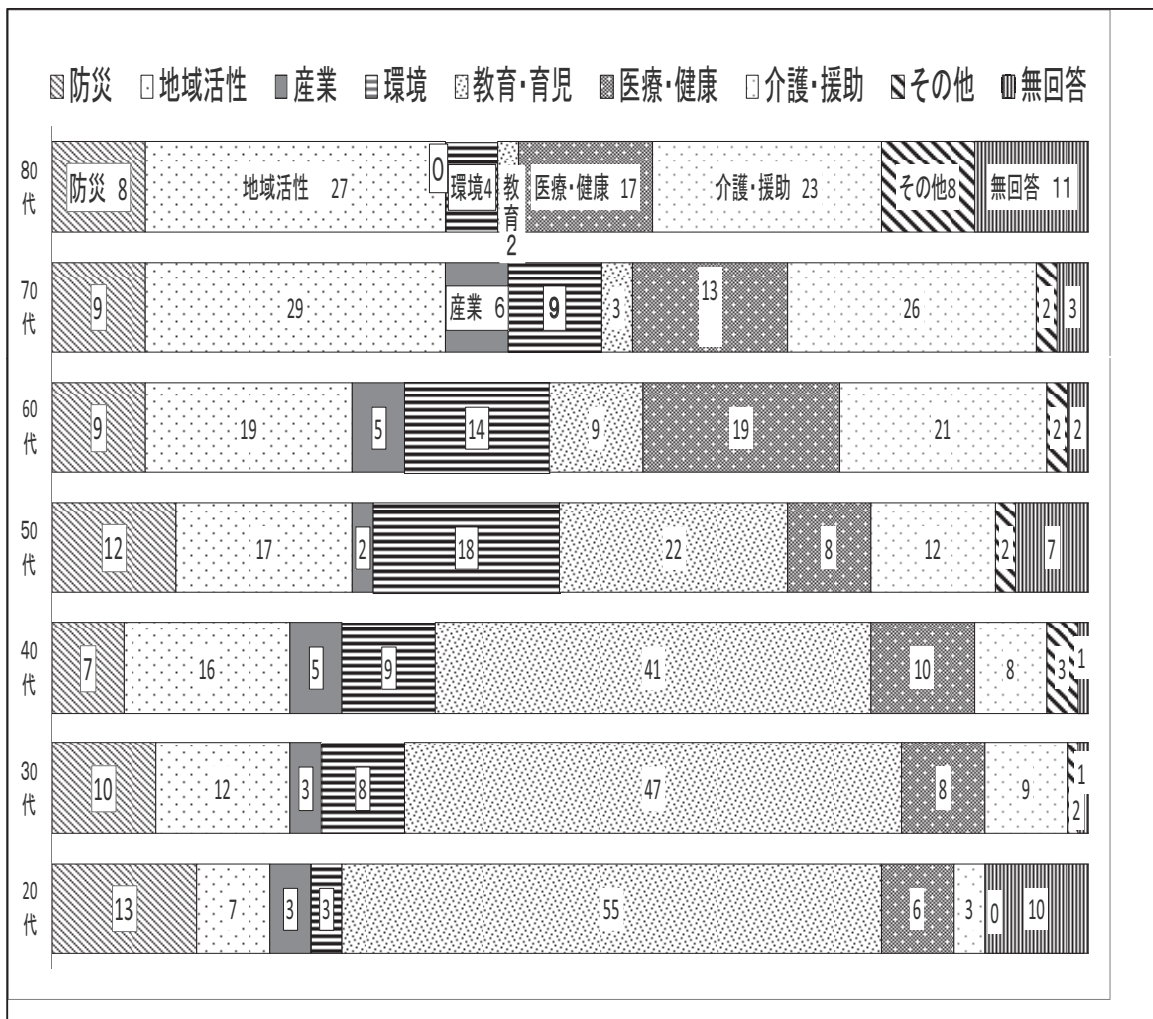 防災 地域活性 産業 環境 教育・育児 医療・健康 介護・援助 その他 無回答
80代 防災 8 地域活性 27 0 環境4 教育2 医療・健康 17 介護・援助 23 その他8 無回答 11
70代 9 29 産業 6 9 3 13 26 2 3
60代 9 19 5 14 9 19 21 2 2
50代 12 17 2 18 22 8 12 2 7
40代 7 16 5 9 41 10 8 3 1
30代 10 12 3 8 47 8 9 2 1
20代 13 7 3 3 55 6 3 0 10